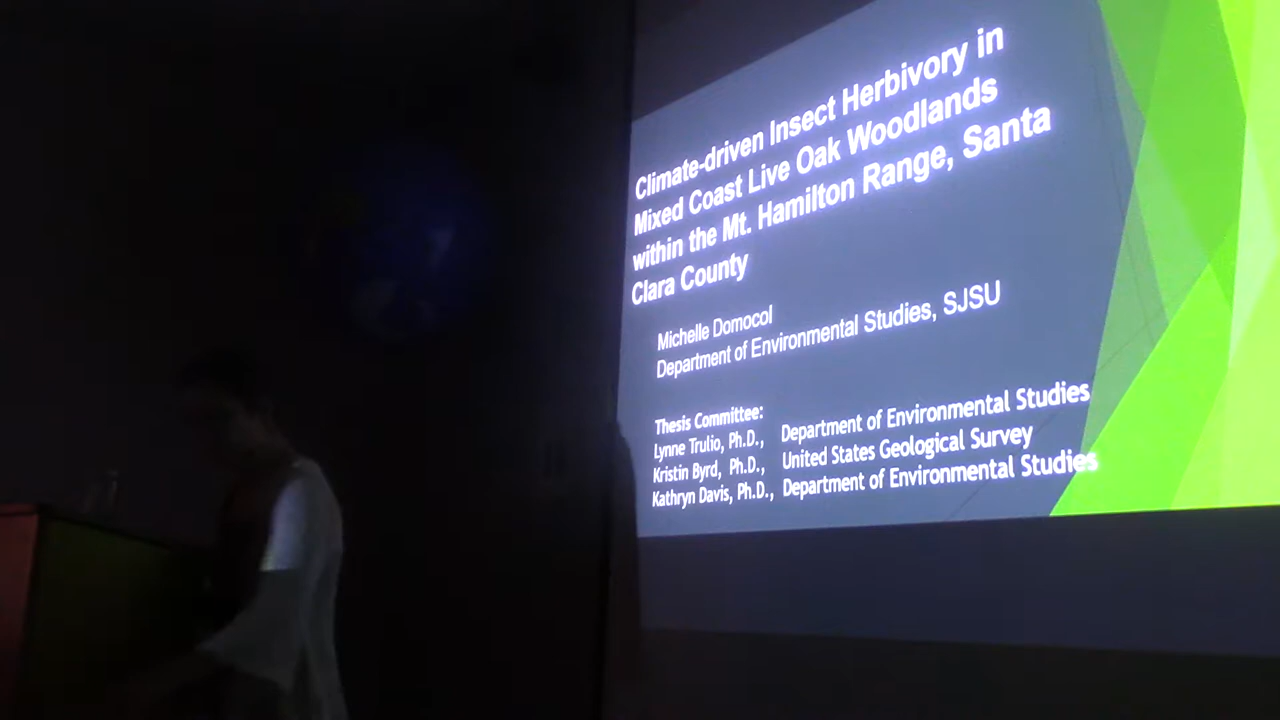 Climate-driven Insect Herbivory in
Mixed Coast Live Oak Woodlands
within the Mt. Hamilton Range, Santa
Clara County
Michelle Domocol
Department of Environmental Studies, SJSU
Thesis Committee:
Lynne Trulio, Ph.D., Department of Environmental Studies
Kristin Byrd, Ph.D., United States Geological Survey
Kathryn Davis, Ph.D., Department of Environmental Studies